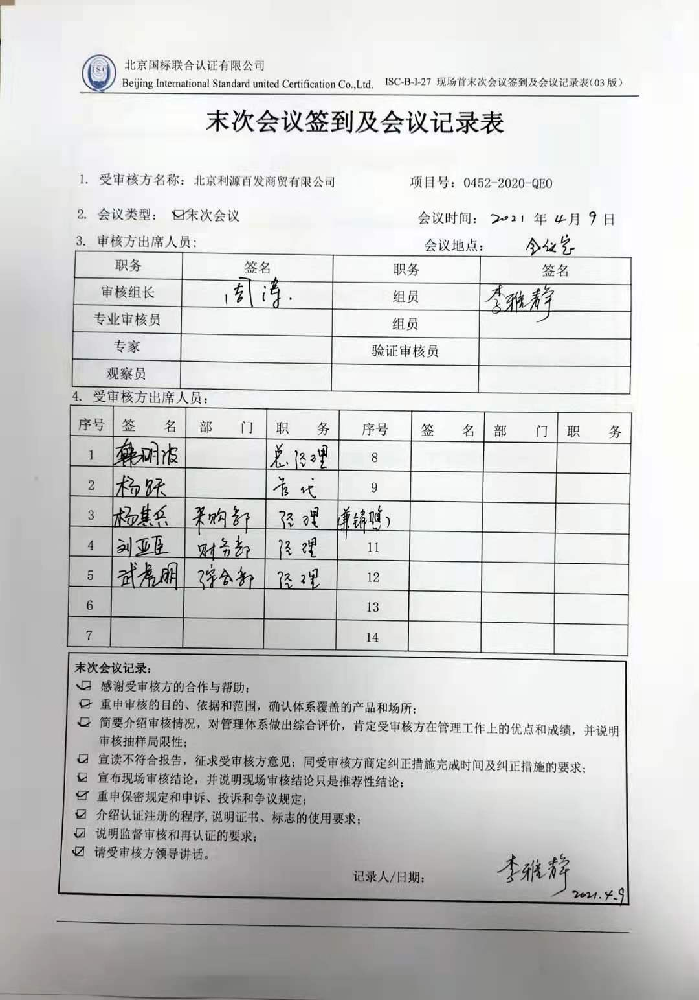 ISC
北京国标联合认证有限公司
Beijing International Standard united Certification Co.,Ltd. ISC-B-I-27 现场首末次会议签到及会议记录表(03 版)
末次会议签到及会议记录表
1. 受审核方名称: 北京利源百发商贸有限公司 项目号: 0452-2020-QEO
2. 会议类型: ☑末次会议 会议时间: 2021 年 4 月 9 日
3. 审核方出席人员: 会议地点: 会议室
职务 签名 职务 签名
审核组长 周涛 组员 李雅静
专业审核员 组员
专家 验证审核员
观察员
4. 受审核方出席人员:
序号 签 名 部 门 职 务 序号 签 名 部 门 职 务
1 韩明波 总经理 8
2 杨跃 管代 9
3 杨其兵 采购部 经理 (兼销售)
4 刘亚臣 财务部 经理 11
5 武亮明 综合部 经理 12
6 13
7 14
末次会议记录:
☑ 感谢受审核方的合作与帮助;
☑ 重申审核的目的、依据和范围，确认体系覆盖的产品和场所;
☑ 简要介绍审核情况，对管理体系做出综合评价，肯定受审核方在管理工作上的优点和成绩，并说明
审核抽样局限性;
☑ 宣读不符合报告，征求受审核方意见；同受审核方商定纠正措施完成时间及纠正措施的要求;
☑ 宣布现场审核结论，并说明现场审核结论只是推荐性结论;
☑ 重申保密规定和申诉、投诉和争议规定;
☑ 介绍认证注册的程序,说明证书、标志的使用要求;
☑ 说明监督审核和再认证的要求;
☑ 请受审核方领导讲话。
记录人/日期: 李雅静
2021.4.9